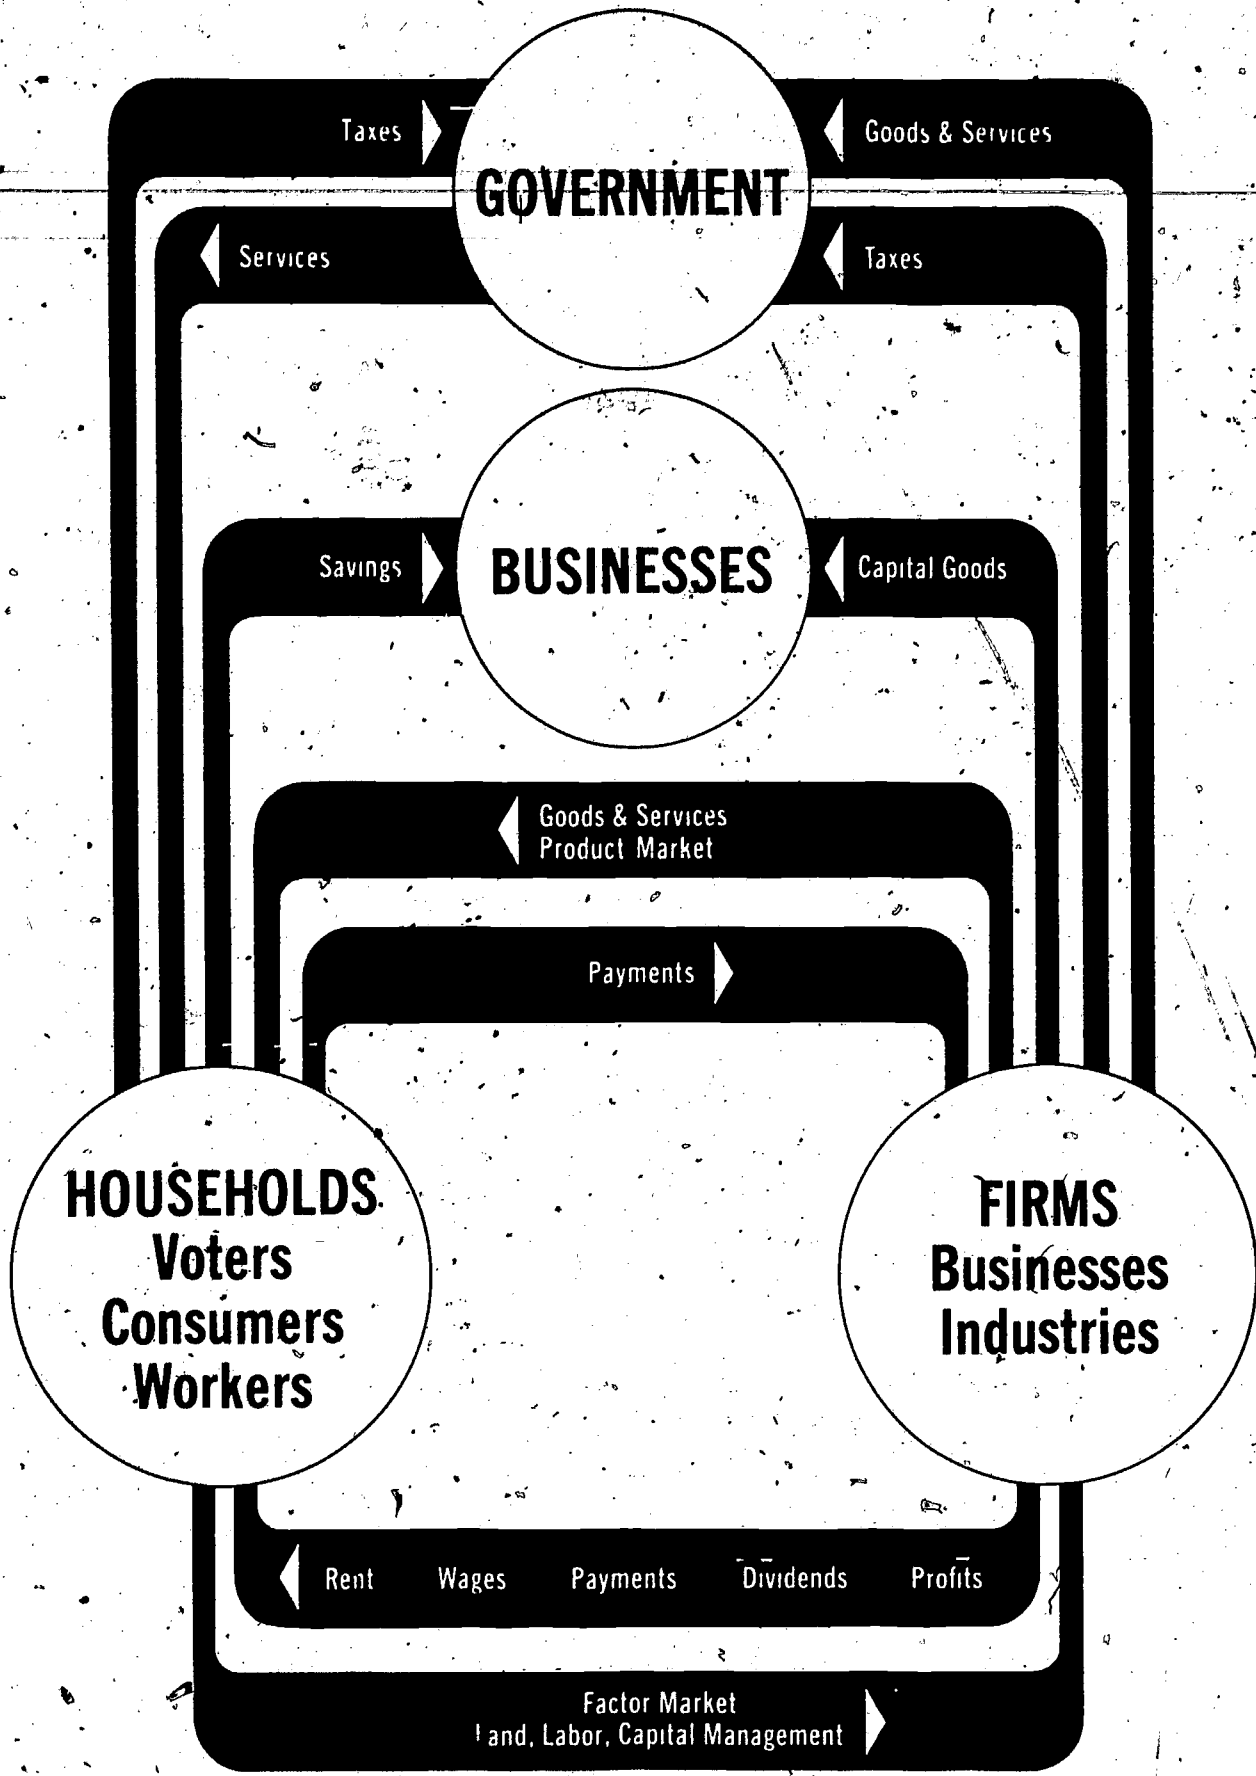 Taxes
Goods & Services
GOVERNMENT
Services
Taxes
Savings
BUSINESSES
Capital Goods
Goods & Services
Product Market
Payments
HOUSEHOLDS
Voters
Consumers
Workers
FIRMS
Businesses
Industries
Rent Wages Payments Dividends Profits
Factor Market
Land, Labor, Capital Management